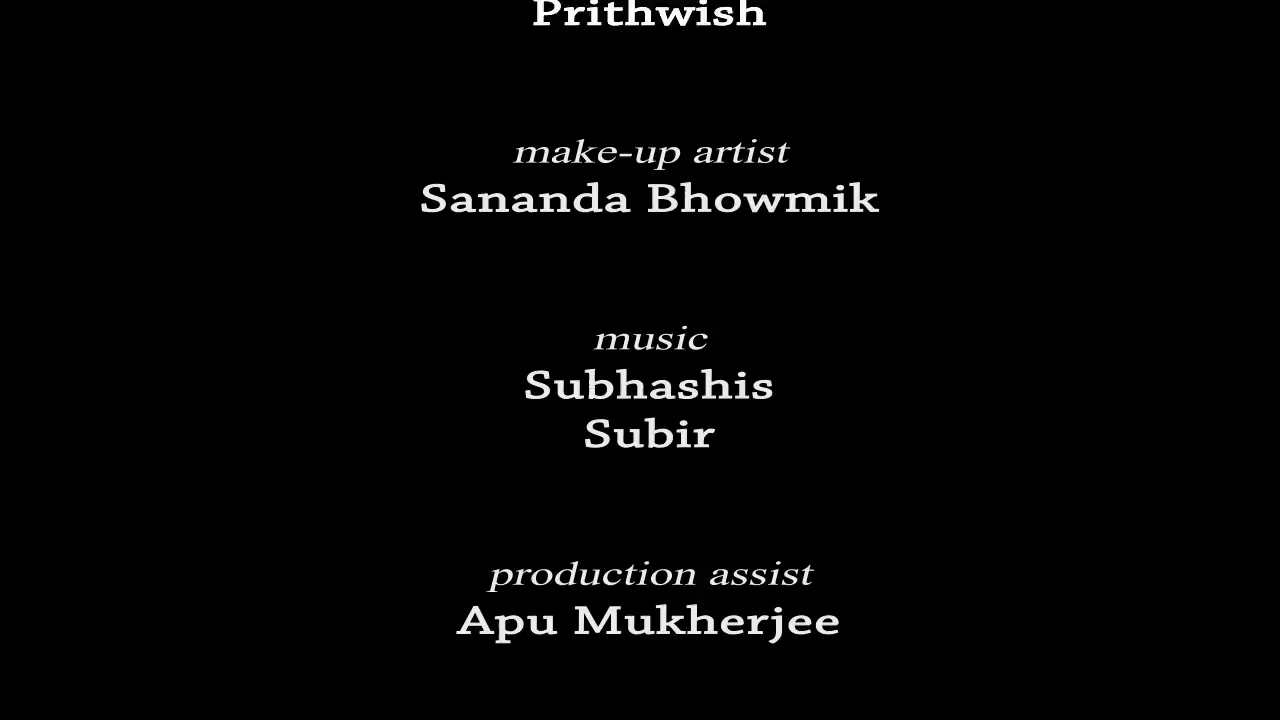 Prithwish
make-up artist
Sananda Bhowmik
music
Subhashis
Subir
production assist
Apu Mukherjee